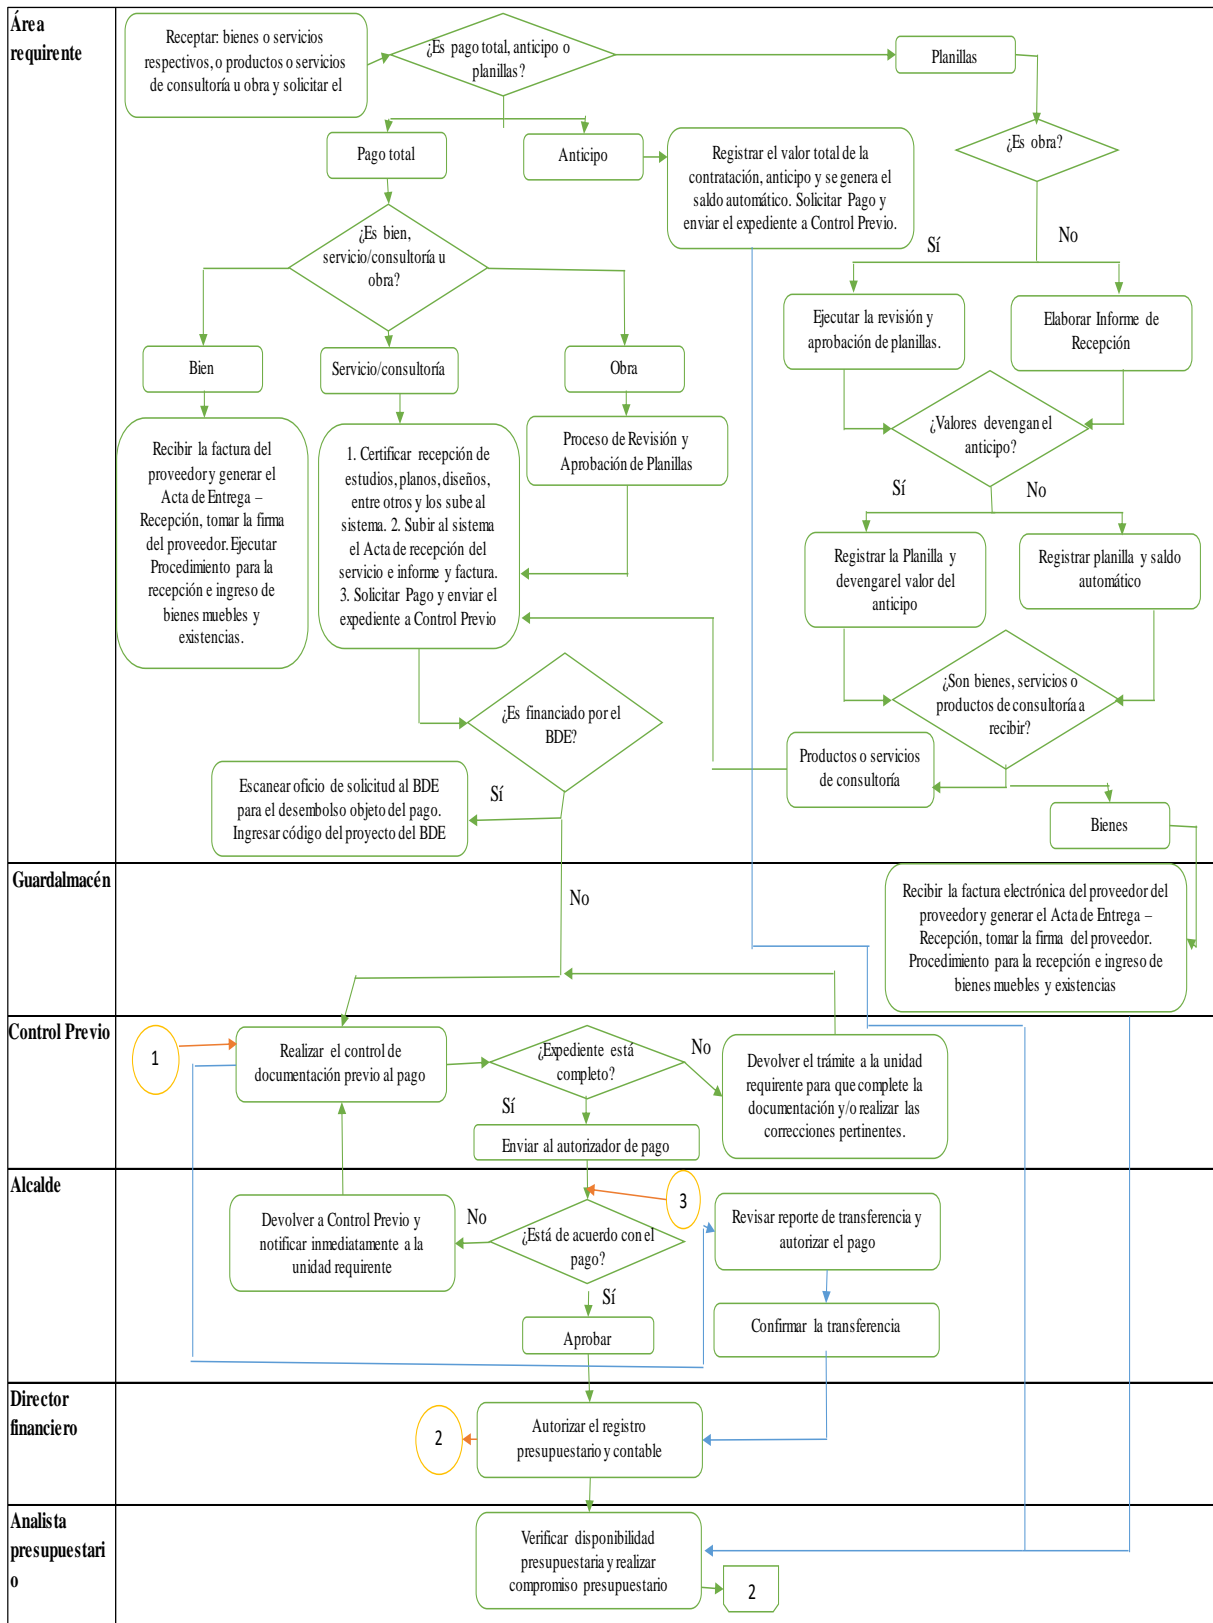 Área
requirente
Receptar: bienes o servicios
respectivos, o productos o servicios
de consultoría u obra y solicitar el
¿Es pago total, anticipo o
planillas?
Planillas
Pago total
Anticipo
Registrar el valor total de la
contratación, anticipo y se genera el
saldo automático. Solicitar Pago y
enviar el expediente a Control Previo.
¿Es obra?
Sí
No
¿Es bien,
servicio/consultoría u
obra?
Ejecutar la revisión y
aprobación de planillas.
Elaborar Informe de
Recepción
Bien
Servicio/consultoría
Obra
¿Valores devengan el
anticipo?
Recibir la factura del
proveedor y generar el
Acta de Entrega –
Recepción, tomar la firma
del proveedor. Ejecutar
Procedimiento para la
recepción e ingreso de
bienes muebles y
existencias.
1. Certificar recepción de
estudios, planos, diseños,
entre otros y los sube al
sistema. 2. Subir al sistema
el Acta de recepción del
servicio e informe y factura.
3. Solicitar Pago y enviar el
expediente a Control Previo
Proceso de Revisión y
Aprobación de Planillas
Sí
No
Registrar la Planilla y
devengar el valor del
anticipo
Registrar planilla y saldo
automático
¿Son bienes, servicios o
productos de consultoría a
recibir?
¿Es financiado por el
BDE?
Productos o servicios
de consultoría
Escanear oficio de solicitud al BDE
para el desembolso objeto del pago.
Ingresar código del proyecto del BDE
Sí
Bienes
Guardalmacén
No
Recibir la factura electrónica del proveedor del
proveedor y generar el Acta de Entrega –
Recepción, tomar la firma del proveedor.
Procedimiento para la recepción e ingreso de
bienes muebles y existencias
Control Previo
1
Realizar el control de
documentación previo al pago
¿Expediente está
completo?
No
Devolver el trámite a la unidad
requirente para que complete la
documentación y/o realizar las
correcciones pertinentes.
Sí
Enviar al autorizador de pago
Alcalde
3
Devolver a Control Previo y
notificar inmediatamente a la
unidad requirente
No
¿Está de acuerdo con el
pago?
Revisar reporte de transferencia y
autorizar el pago
Sí
Aprobar
Confirmar la transferencia
Director
financiero
2
Autorizar el registro
presupuestario y contable
Analista
presupuestari
o
Verificar disponibilidad
presupuestaria y realizar
compromiso presupuestario
2